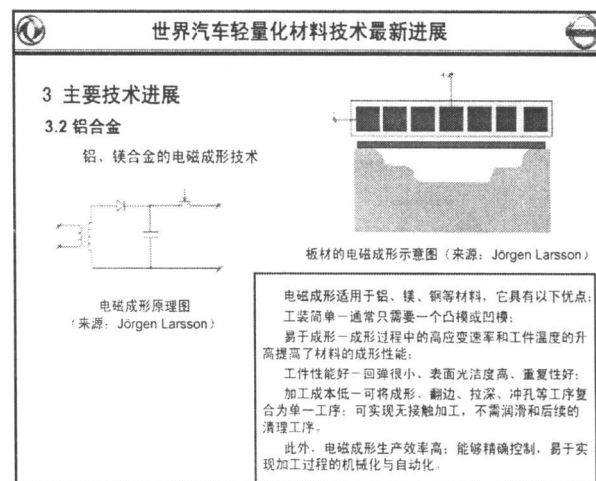 世界汽车轻量化材料技术最新进展
3 主要技术进展
3.2 铝合金
铝、镁合金的电磁成形技术
板材的电磁成形示意图（来源：Jörgen Larsson）
电磁成形原理图
（来源：Jörgen Larsson）
电磁成形适用于铝、镁、钢等材料，它具有以下优点：
工装简单－通常只需要一个凸模或凹模；
易于成形－成形过程中的高应变速率和工件温度的升
高提高了材料的成形性能；
工件性能好－回弹很小、表面光洁度高、重复性好；
加工成本低－可将成形、翻边、拉深、冲孔等工序复
合为单一工序；可实现无接触加工，不需润滑和后续的
清理工序。
此外，电磁成形生产效率高；能够精确控制，易于实
现加工过程的机械化与自动化。